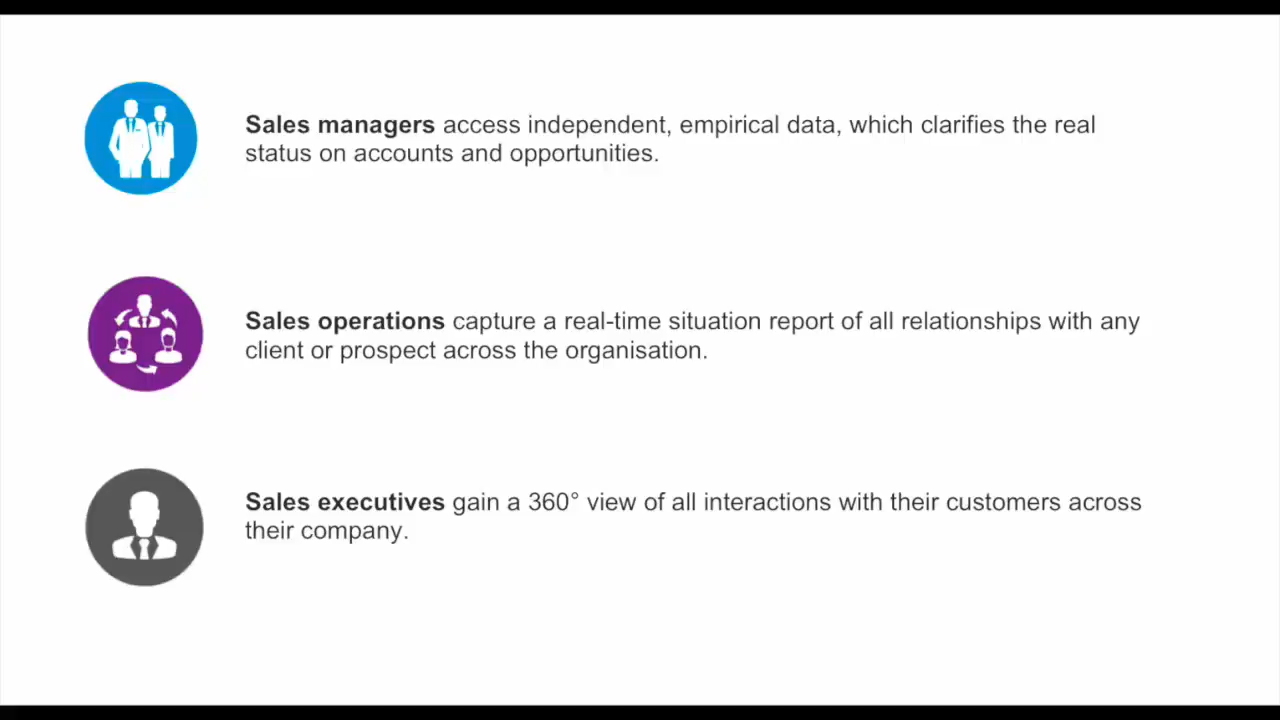 Sales managers access independent, empirical data, which clarifies the real
status on accounts and opportunities.
Sales operations capture a real-time situation report of all relationships with any
client or prospect across the organisation.
Sales executives gain a 360° view of all interactions with their customers across
their company.